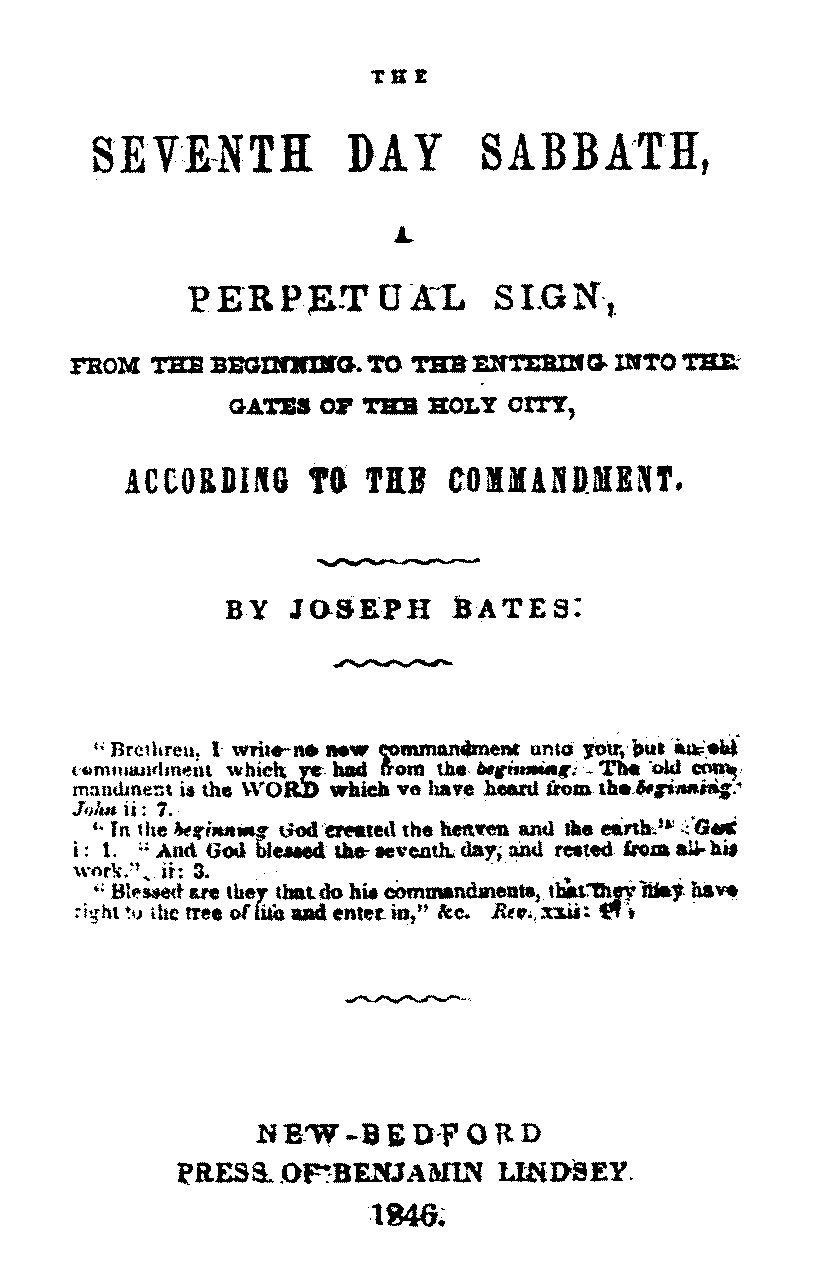 THE
SEVENTH DAY SABBATH,
A
PERPETUAL SIGN,
FROM THE BEGINNING TO THE ENTERING INTO THE
GATES OF THE HOLY CITY,
ACCORDING TO THE COMMANDMENT.
BY JOSEPH BATES.
"Brethren, I write no new commandment unto you, but an old
commandment which ye had from the beginning. The old com-
mandment is the WORD which ye have heard from the beginning."
John ii: 7.
"In the beginning God created the heaven and the earth." Gen.
i: 1. "And God blessed the seventh day, and rested from all his
work." ii: 3.
"Blessed are they that do his commandments, that they may have
right to the tree of life and enter in," &c. Rev. xxii:
NEW-BEDFORD
PRESS OF BENJAMIN LINDSEY.
1846.